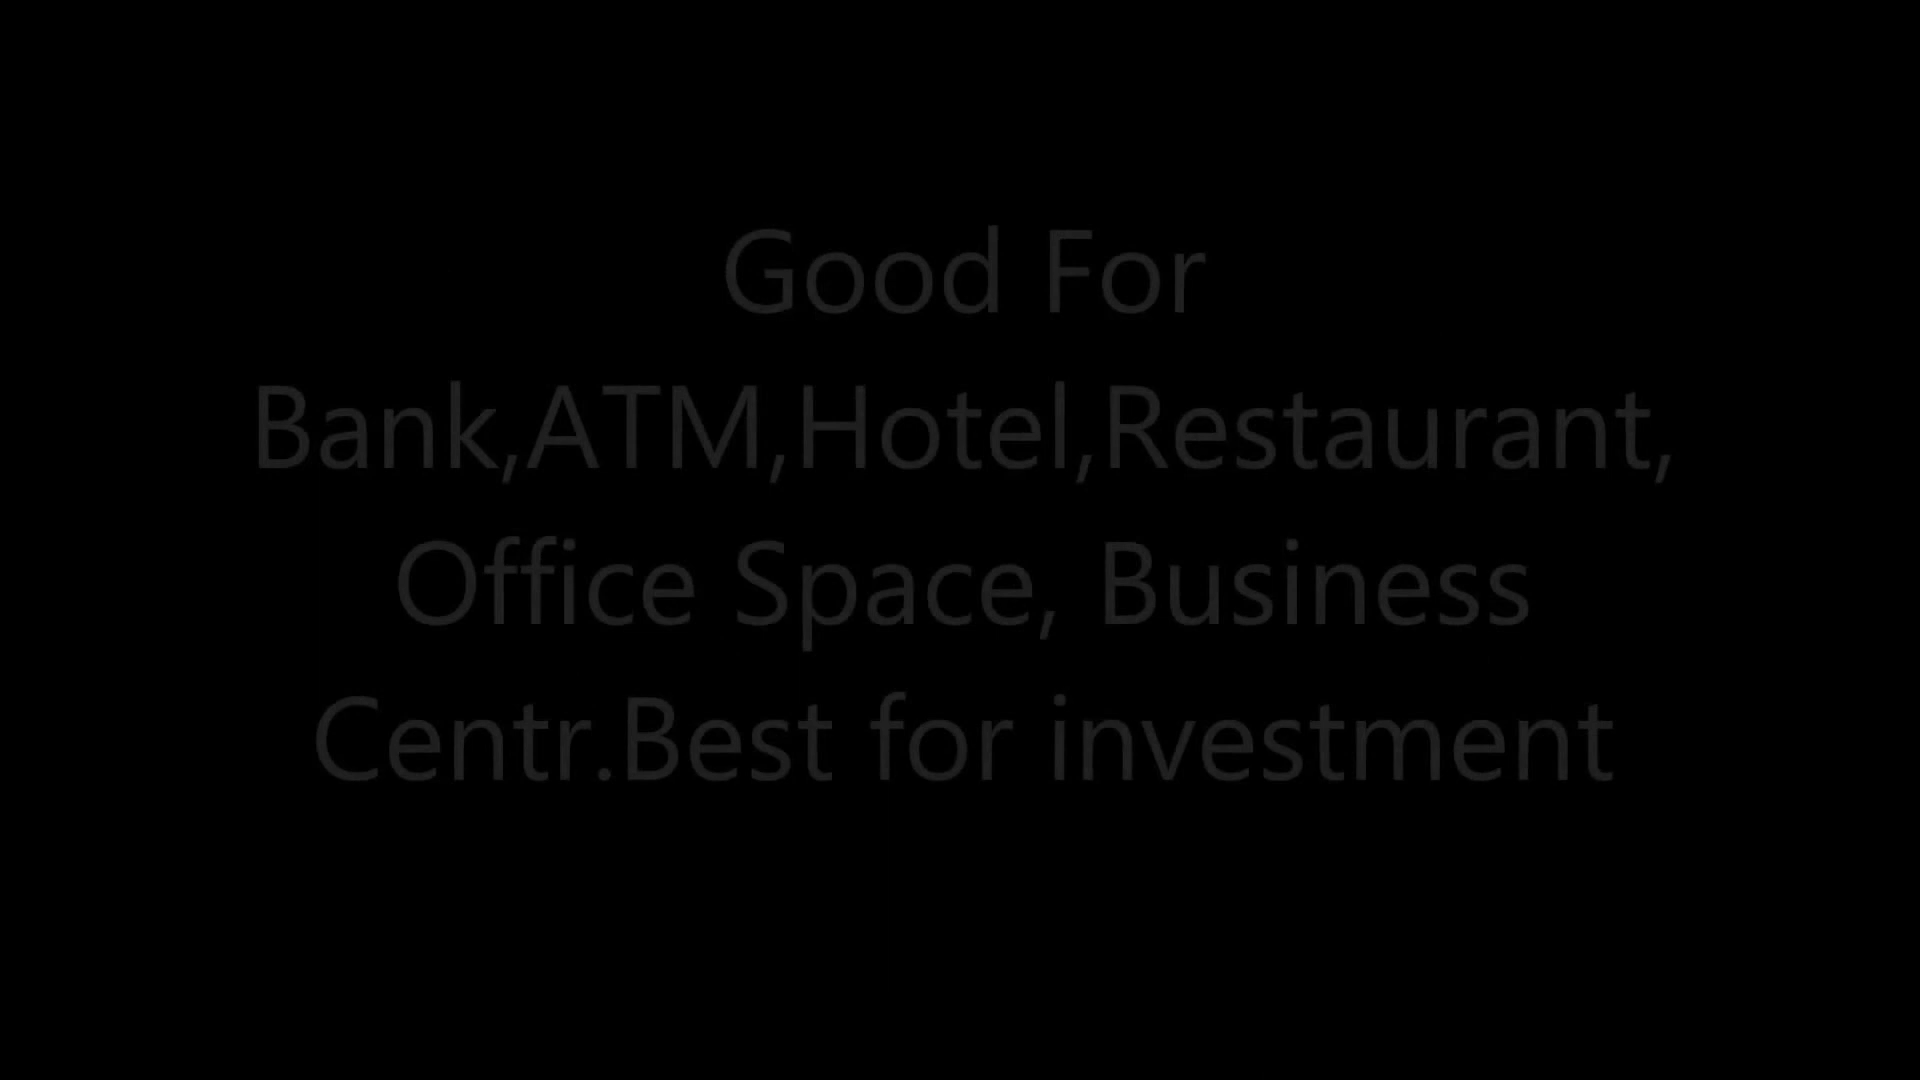 Good For
Bank,ATM,Hotel,Restaurant,
Office Space, Business
Centr.Best for investment